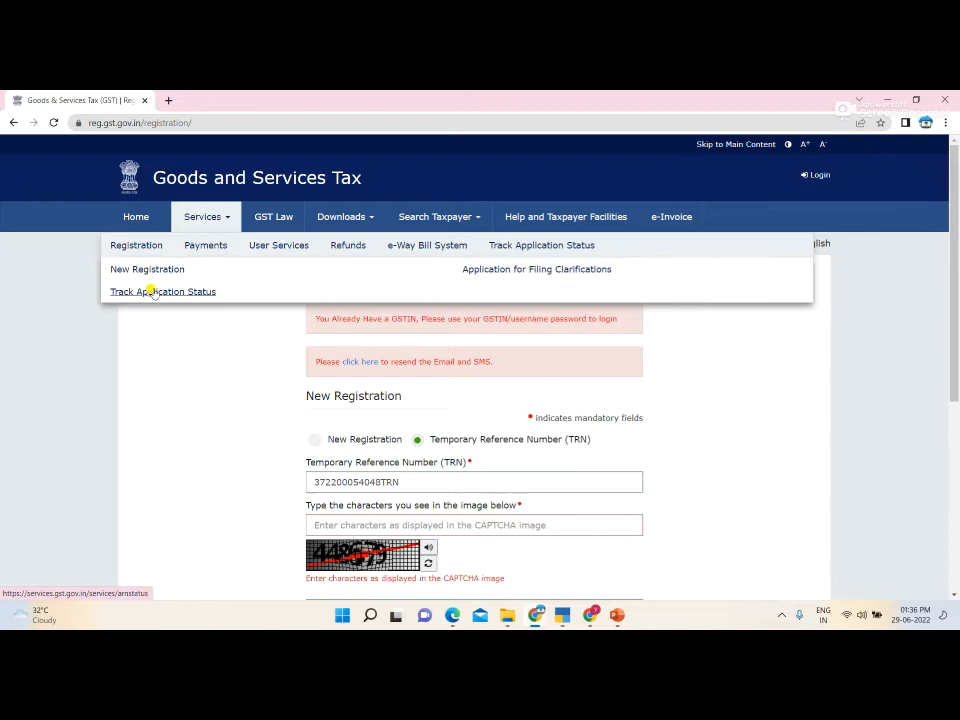 Goods & Services Tax (GST) | Reg
reg.gst.gov.in/registration/
Skip to Main Content A+ A-
Goods and Services Tax
Login
Home Services GST Law Downloads Search Taxpayer Help and Taxpayer Facilities e-Invoice
Registration Payments User Services Refunds e-Way Bill System Track Application Status
glish
New Registration Application for Filing Clarifications
Track Application Status
You Already Have a GSTIN, Please use your GSTIN/username password to login
Please click here to resend the Email and SMS.
New Registration
• indicates mandatory fields
New Registration Temporary Reference Number (TRN)
Temporary Reference Number (TRN)•
372200054048TRN
Type the characters you see in the image below•
Enter characters as displayed in the CAPTCHA image
Enter characters as displayed in the CAPTCHA image
https://services.gst.gov.in/services/arnstatus
32°C
Cloudy
ENG
IN
01:36 PM
29-06-2022